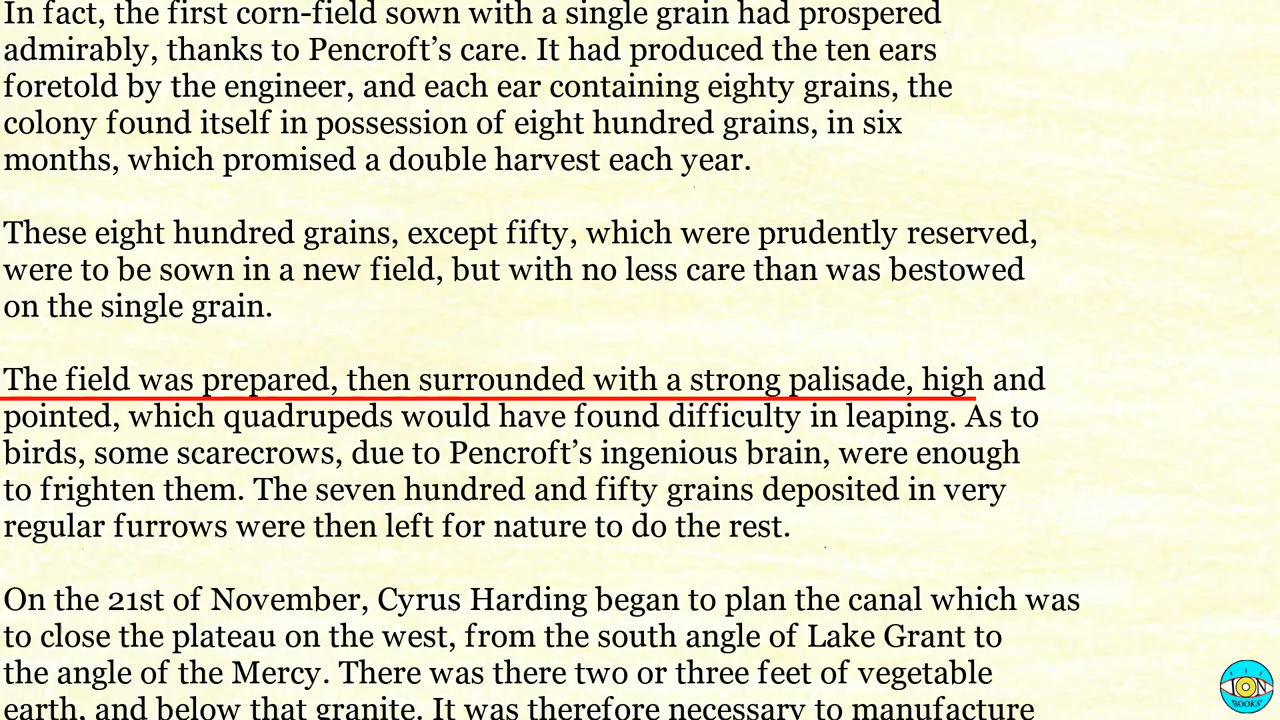 In fact, the first corn-field sown with a single grain had prospered
admirably, thanks to Pencroft’s care. It had produced the ten ears
foretold by the engineer, and each ear containing eighty grains, the
colony found itself in possession of eight hundred grains, in six
months, which promised a double harvest each year.
These eight hundred grains, except fifty, which were prudently reserved,
were to be sown in a new field, but with no less care than was bestowed
on the single grain.
The field was prepared, then surrounded with a strong palisade, high and
pointed, which quadrupeds would have found difficulty in leaping. As to
birds, some scarecrows, due to Pencroft’s ingenious brain, were enough
to frighten them. The seven hundred and fifty grains deposited in very
regular furrows were then left for nature to do the rest.
On the 21st of November, Cyrus Harding began to plan the canal which was
to close the plateau on the west, from the south angle of Lake Grant to
the angle of the Mercy. There was there two or three feet of vegetable
earth, and below that granite. It was therefore necessary to manufacture
ION
BOOKS